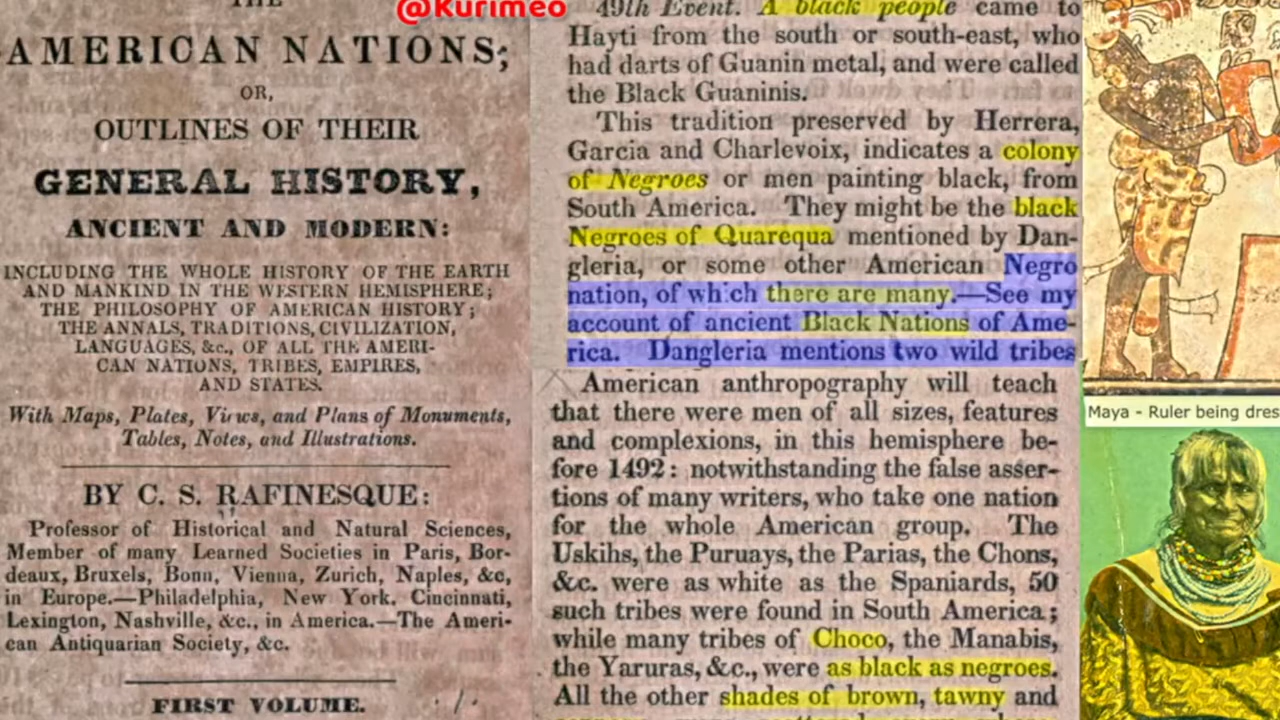 THE
AMERICAN NATIONS;
OR,
OUTLINES OF THEIR
GENERAL HISTORY,
ANCIENT AND MODERN:
INCLUDING THE WHOLE HISTORY OF THE EARTH
AND MANKIND IN THE WESTERN HEMISPHERE;
THE PHILOSOPHY OF AMERICAN HISTORY;
THE ANNALS, TRADITIONS, CIVILIZATION,
LANGUAGES, &c., OF ALL THE AMERI-
CAN NATIONS, TRIBES, EMPIRES,
AND STATES.
With Maps, Plates, Views, and Plans of Monuments,
Tables, Notes, and Illustrations.
BY C. S. RAFINESQUE:
Professor of Historical and Natural Sciences,
Member of many Learned Societies in Paris, Bor-
deaux, Bruxels, Bonn, Vienna, Zurich, Naples, &c,
in Europe.—Philadelphia, New York, Cincinnati,
Lexington, Nashville, &c., in America.—The Ameri-
can Antiquarian Society, &c.
FIRST VOLUME.
@Kurimeo
49th Event. A black people came to
Hayti from the south or south-east, who
had darts of Guanin metal, and were called
the Black Guaninis.
This tradition preserved by Herrera,
Garcia and Charlevoix, indicates a colony
of Negroes or men painting black, from
South America. They might be the black
Negroes of Quarequa mentioned by Dan-
gleria, or some other American Negro
nation, of which there are many.—See my
account of ancient Black Nations of Ame-
rica. Dangleria mentions two wild tribes
American anthropography will teach
that there were men of all sizes, features
and complexions, in this hemisphere be-
fore 1492: notwithstanding the false asser-
tions of many writers, who take one nation
for the whole American group. The
Uskihs, the Puruays, the Parias, the Chons,
&c. were as white as the Spaniards, 50
such tribes were found in South America;
while many tribes of Choco, the Manabis,
the Yaruras, &c., were as black as negroes.
All the other shades of brown, tawny and
Maya - Ruler being dres